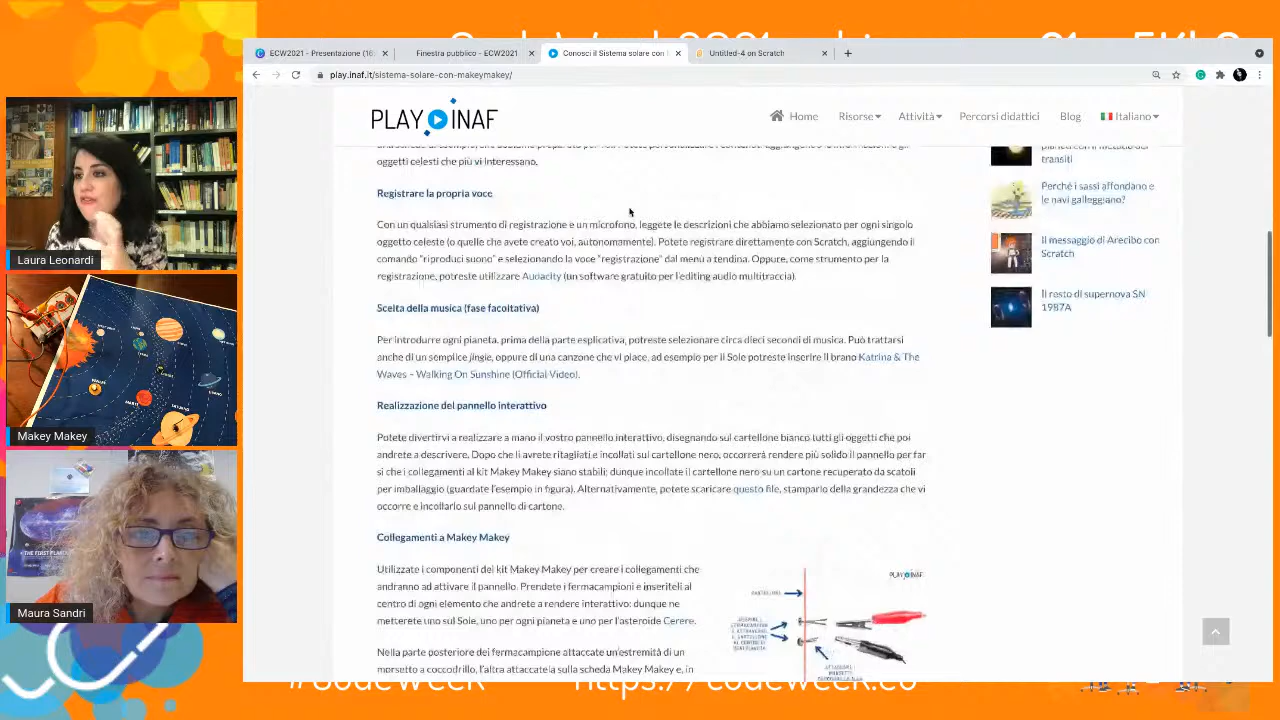 ECW2021 - Presentazione (16:
Finestra pubblico - ECW2021
Conosci il Sistema solare con
Untitled-4 on Scratch
play.inaf.it/sistema-solare-con-makeymakey/
PLAY INAF
Home
Risorse
Attività
Percorsi didattici
Blog
Italiano
oggetti celesti che più vi interessano.
Registrare la propria voce
Con un qualsiasi strumento di registrazione e un microfono, leggete le descrizioni che abbiamo selezionato per ogni singolo
oggetto celeste (o quelle che avete creato voi, autonomamente). Potete registrare direttamente con Scratch, aggiungendo il
comando "riproduci suono" e selezionando la voce "registrazione" dal menù a tendina. Oppure, come strumento per la
registrazione, potreste utilizzare Audacity (un software gratuito per l'editing audio multitraccia).
Scelta della musica (fase facoltativa)
Per introdurre ogni pianeta, prima della parte esplicativa, potreste selezionare circa dieci secondi di musica. Può trattarsi
anche di un semplice jingle, oppure di una canzone che vi piace, ad esempio per il Sole potreste inserire il brano Katrina & The
Waves – Walking On Sunshine (Official Video).
Realizzazione del pannello interattivo
Potete divertirvi a realizzare a mano il vostro pannello interattivo, disegnando sul cartellone bianco tutti gli oggetti che poi
andrete a descrivere. Dopo che li avrete ritagliati e incollati sul cartellone nero, occorrerà rendere più solido il pannello per far
sì che i collegamenti al kit Makey Makey siano stabili: dunque incollate il cartellone nero su un cartone recuperato da scatoli
per imballaggio (guardate l'esempio in figura). Alternativamente, potete scaricare questo file, stamparlo della grandezza che vi
occorre e incollarlo sul pannello di cartone.
Collegamenti a Makey Makey
Utilizzate i componenti del kit Makey Makey per creare i collegamenti che
andranno ad attivare il pannello. Prendete i fermacampioni e inseriteli al
centro di ogni elemento che andrete a rendere interattivo: dunque ne
metterete uno sul Sole, uno per ogni pianeta e uno per l'asteroide Cerere.
Nella parte posteriore dei fermacampione attaccate un'estremità di un
morsetto a coccodrillo, l'altra attaccatela sulla scheda Makey Makey e, in
PLAY INAF
transiti
Perché i sassi affondano e
le navi galleggiano?
Il messaggio di Arecibo con
Scratch
Il resto di supernova SN
1987A
Laura Leonardi
Makey Makey
THE FIRST
Maura Sandri
#CodeWeek
https://codeweek.eu